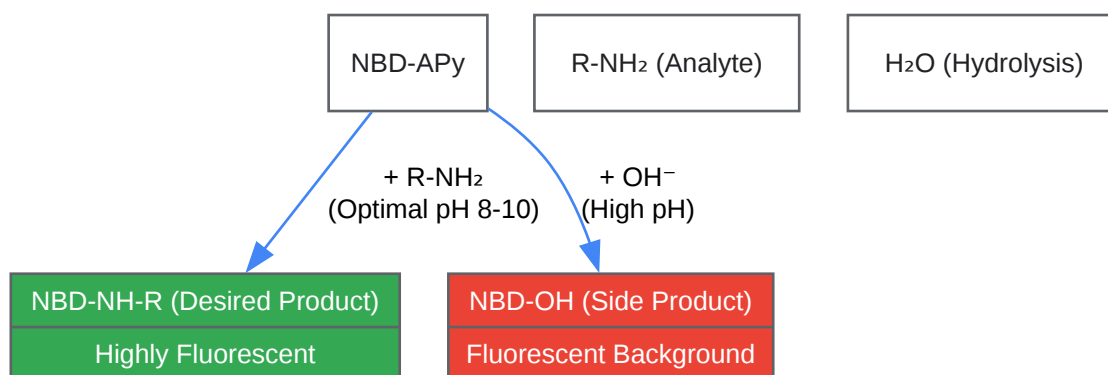 NBD-APy
R-NH₂ (Analyte)
H₂O (Hydrolysis)
+ R-NH₂
(Optimal pH 8-10)
+ OH⁻
(High pH)
NBD-NH-R (Desired Product)
Highly Fluorescent
NBD-OH (Side Product)
Fluorescent Background